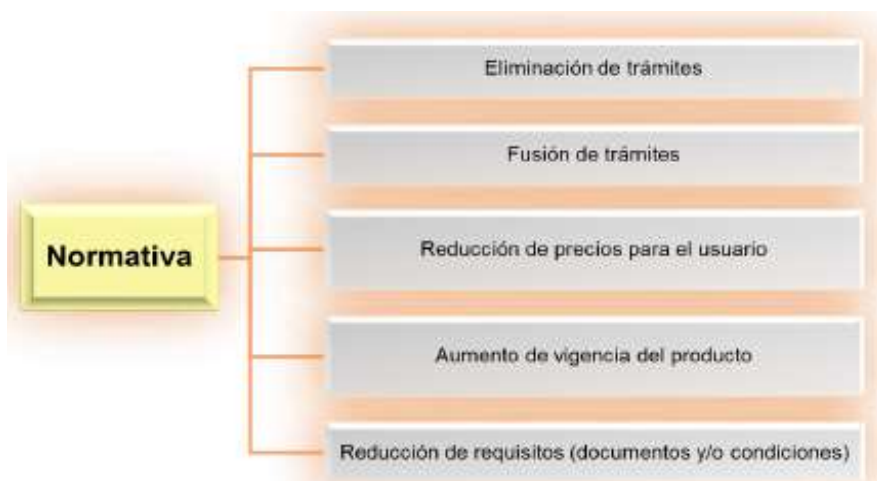 Eliminación de trámites
Fusión de trámites
Normativa
Reducción de precios para el usuario
Aumento de vigencia del producto
Reducción de requisitos (documentos y/o condiciones)